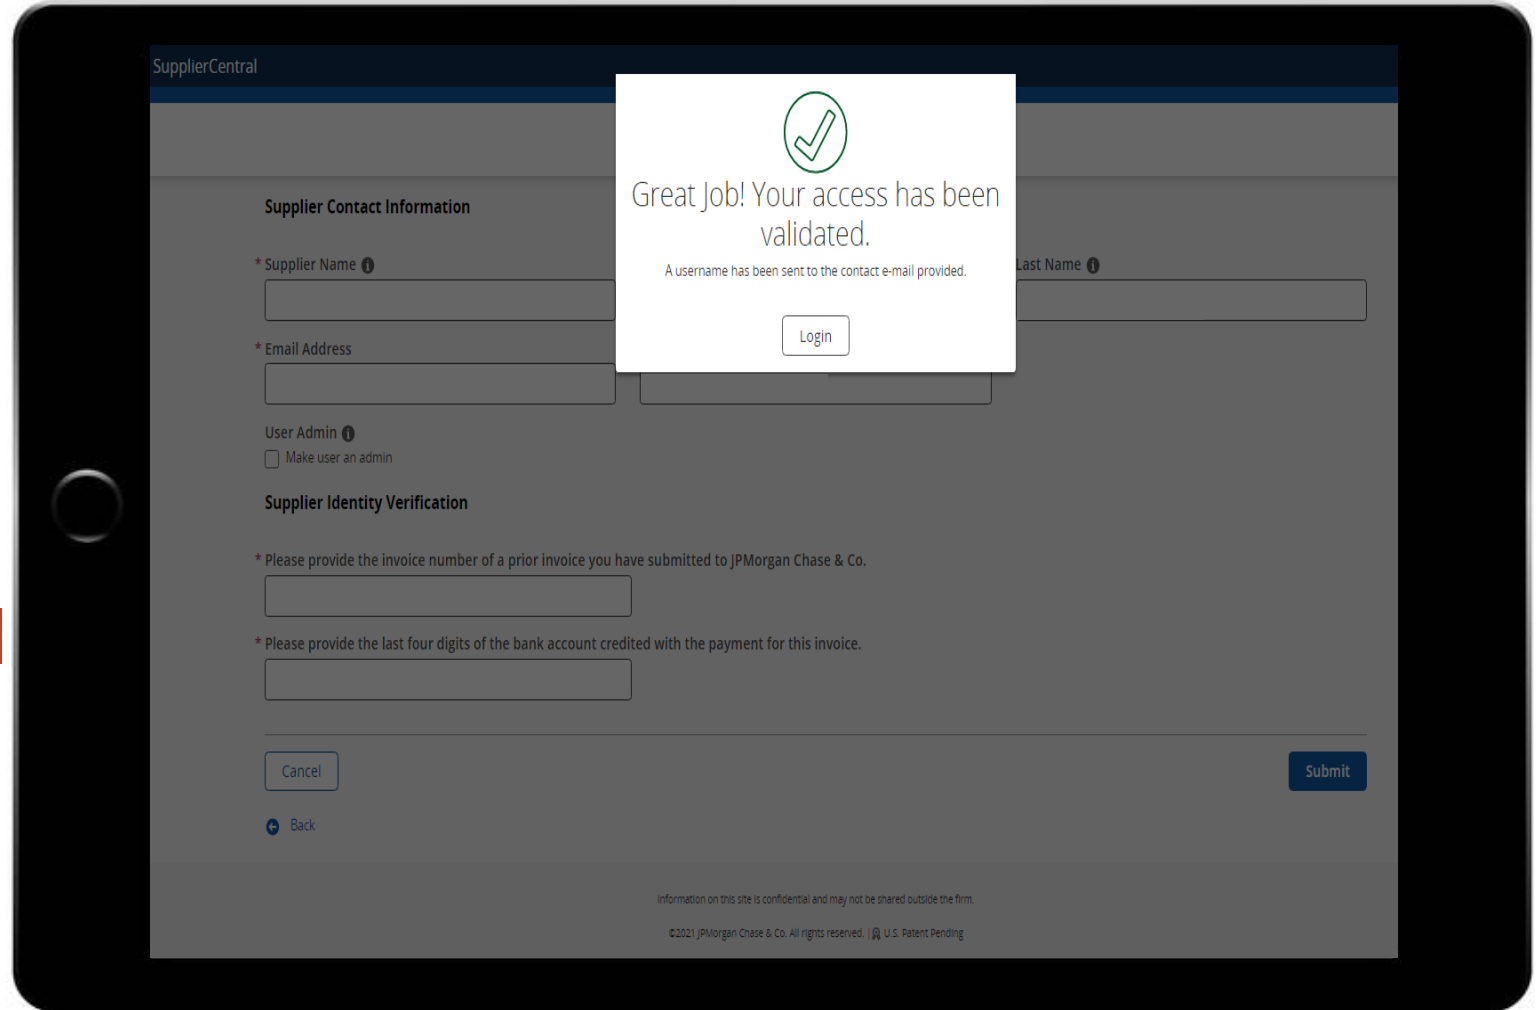 SupplierCentral
Great Job! Your access has been
validated.
A username has been sent to the contact e-mail provided.
Login
Supplier Contact Information
* Supplier Name
Last Name
* Email Address
User Admin
Make user an admin
Supplier Identity Verification
* Please provide the invoice number of a prior invoice you have submitted to JPMorgan Chase & Co.
* Please provide the last four digits of the bank account credited with the payment for this invoice.
Cancel
Submit
Back
Information on this site is confidential and may not be shared outside the firm.
©2021 JPMorgan Chase & Co. All rights reserved. | U.S. Patent Pending